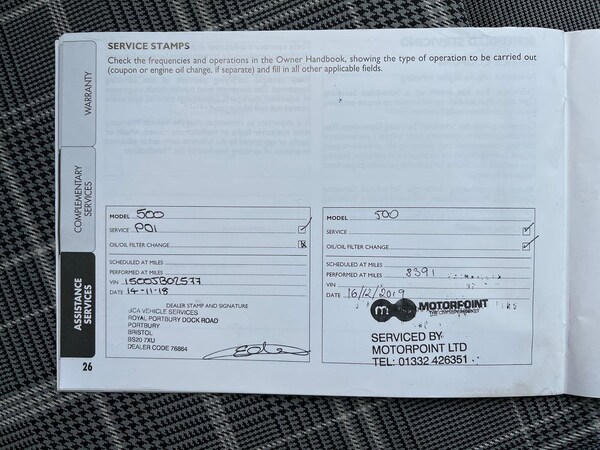 SERVICE STAMPS
Check the frequencies and operations in the Owner Handbook, showing the type of operation to be carried out
(coupon or engine oil change, if separate) and fill in all other applicable fields.
WARRANTY
COMPLEMENTARY
SERVICES
ASSISTANCE
SERVICES
26
MODEL 500
SERVICE PDI
OIL/OIL FILTER CHANGE
SCHEDULED AT MILES
PERFORMED AT MILES
VIN
DATE 14-11-18
DEALER STAMP AND SIGNATURE
JCA VEHICLE SERVICES
ROYAL PORTBURY DOCK ROAD
PORTBURY
BRISTOL
BS20 7XU
DEALER CODE 76864
MODEL 500
SERVICE
OIL/OIL FILTER CHANGE
SCHEDULED AT MILES
PERFORMED AT MILES 8391
VIN
DATE 16/2/2019
m
MOTORPOINT
THE CAR SUPERMARKET
SERVICED BY
MOTORPOINT LTD
TEL: 01332 426351